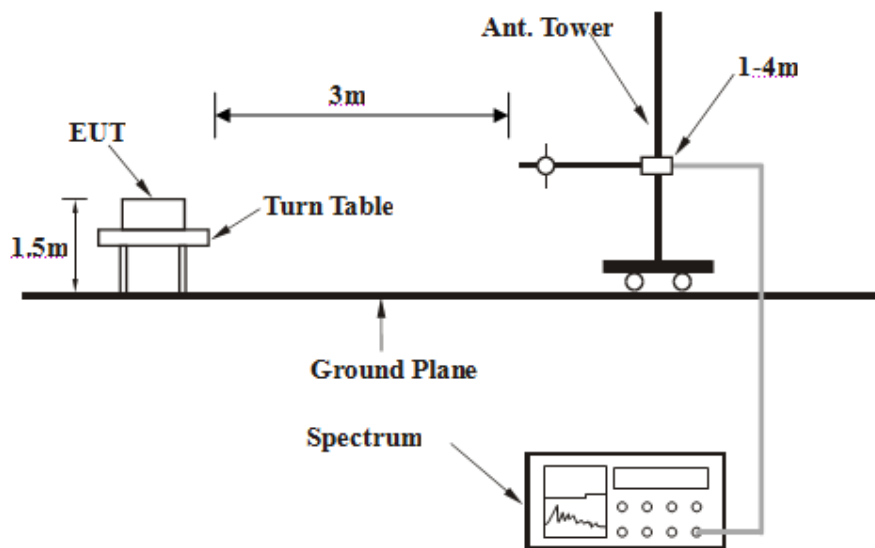 Ant. Tower
1-4m
3m
EUT
Turn Table
1.5m
Ground Plane
Spectrum